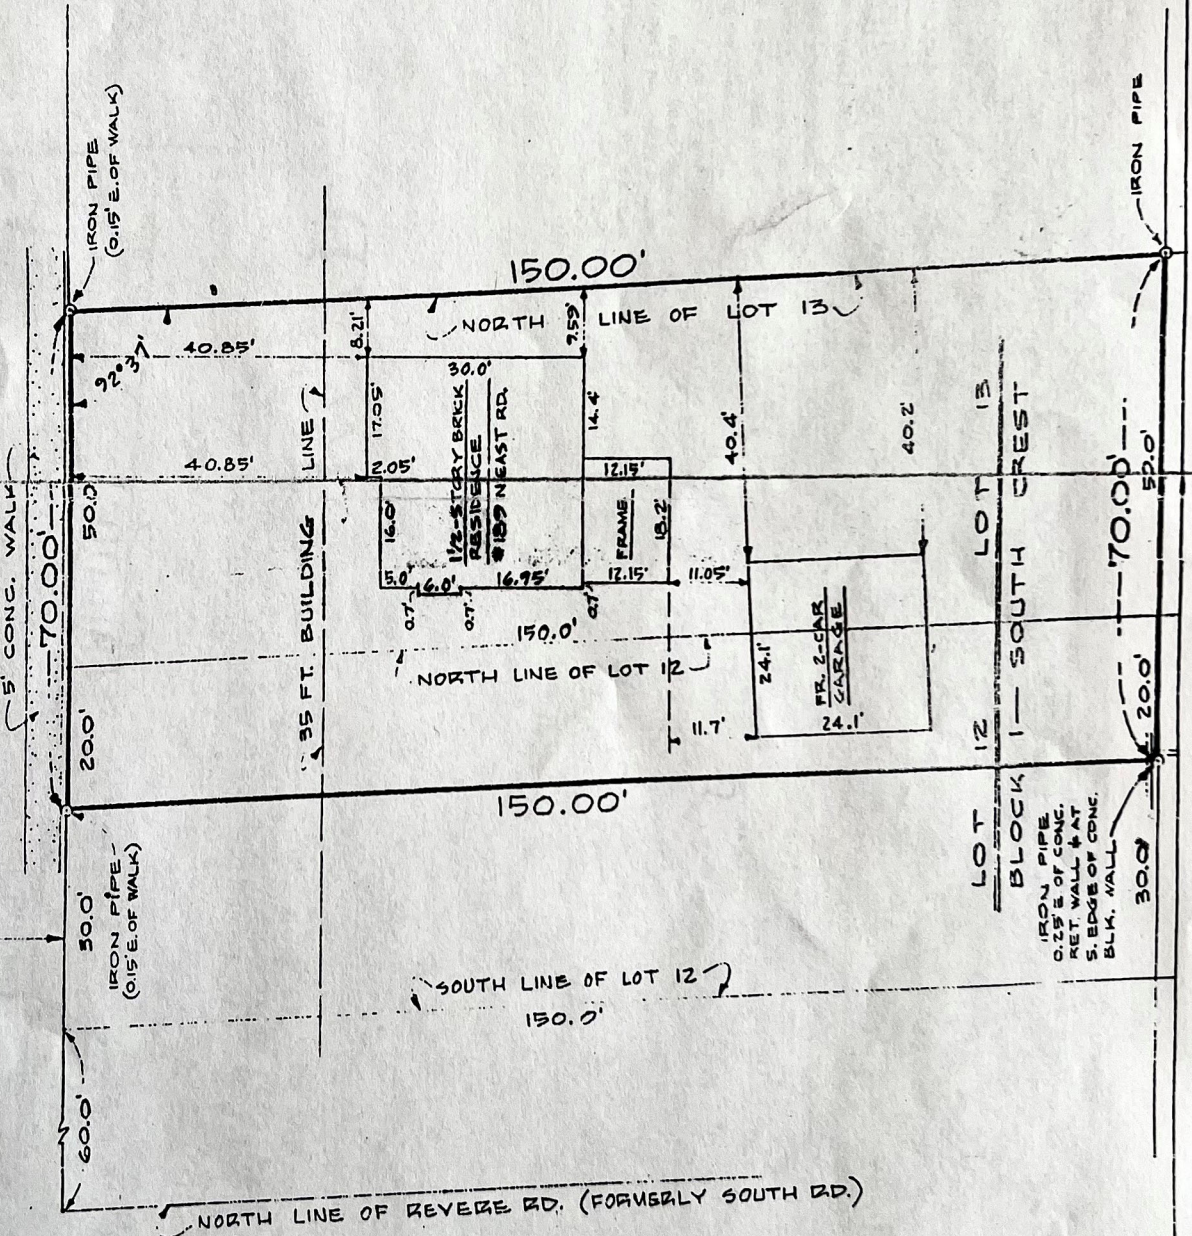 IRON PIPE
(0.15' E. OF WALK)
IRON PIPE
150.00'
NORTH LINE OF LOT 13
40.85'
92° 37'
8.21'
9.59'
30.0'
17.05'
14.4'
40.4'
40.2'
40.85'
2.05'
12.15'
1 1/2-STORY BRICK
RESIDENCE
# 189 N. EAST RD.
FRAME
18.2'
16.0'
5.0'
6.0'
16.95'
12.15'
11.05'
0.7'
0.7'
0.7'
5' CONC. WALK
70.00'
50.0'
20.0'
35 FT. BUILDING LINE
150.0'
NORTH LINE OF LOT 12
24.1'
FR. 2-CAR
GARAGE
24.1'
11.7'
LOT 12 LOT 13
BLOCK 1 — SOUTH CREST
70.00'
50.0'
20.0'
150.00'
IRON PIPE
0.25' E OF CONC.
RET. WALL & AT
S. EDGE OF CONC.
BLK. WALL
30.0'
30.0'
IRON PIPE
(0.15' E. OF WALK)
SOUTH LINE OF LOT 12
150.0'
60.0'
NORTH LINE OF REVERE RD. (FORMERLY SOUTH RD.)